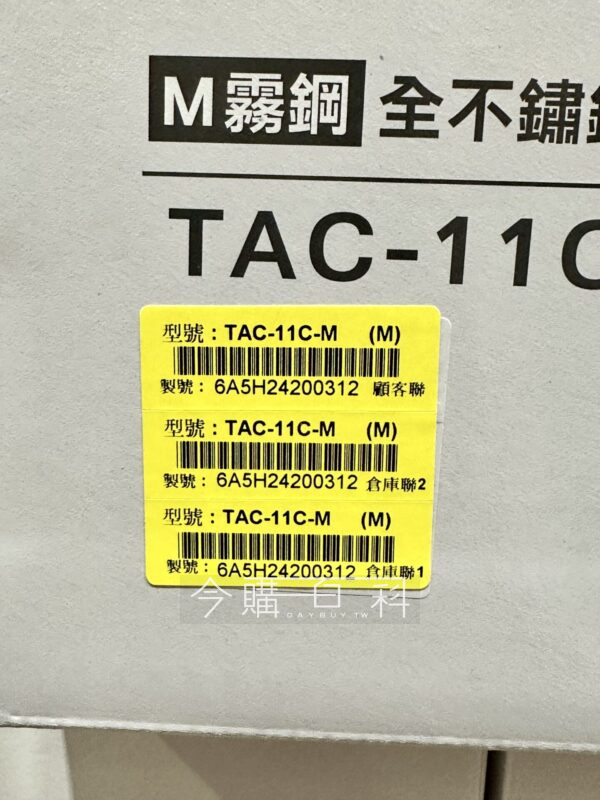 M霧鋼 全不鏽
TAC-11C
型號：TAC-11C-M (M)
製號：6A5H24200312 顧客聯
型號：TAC-11C-M (M)
製號：6A5H24200312 倉庫聯2
型號：TAC-11C-M (M)
製號：6A5H24200312 倉庫聯1
今購百科
DAYBUY.TW